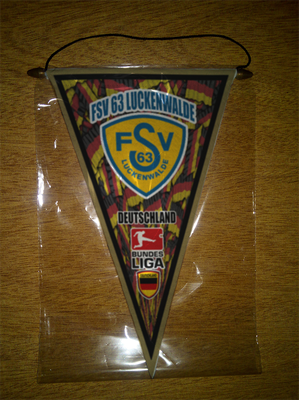 FSV 63 LUCKENWALDE
FSV
63
LUCKENWALDE
DEUTSCHLAND
BUNDES
LIGA